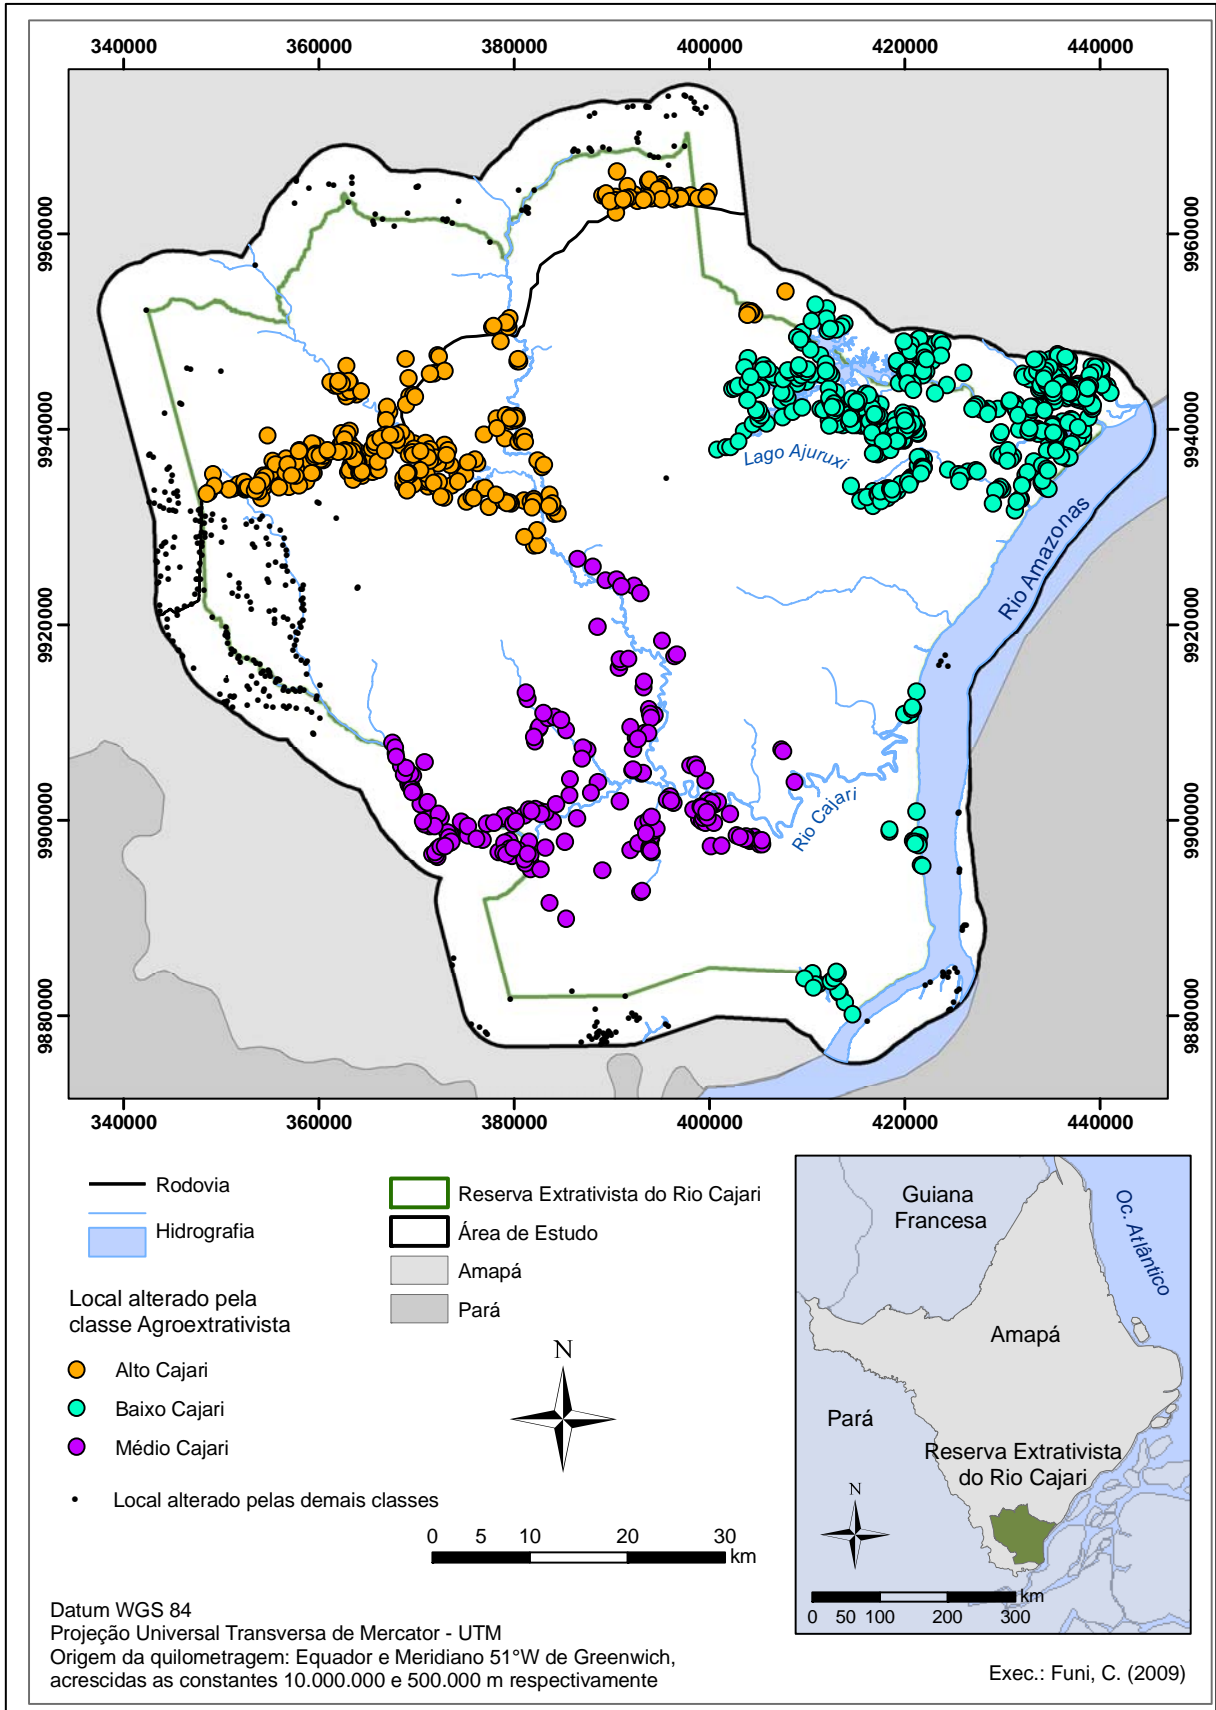 340000 360000 380000 400000 420000 440000
9960000 9960000
9940000 9940000
Lago Ajuruxi
Rio Amazonas
9920000 9920000
9900000 9900000
Rio Cajari
9880000 9880000
340000 360000 380000 400000 420000 440000
Rodovia
Hidrografia
Local alterado pela
classe Agroextrativista
Alto Cajari
Baixo Cajari
Médio Cajari
Local alterado pelas demais classes
Reserva Extrativista do Rio Cajari
Área de Estudo
Amapá
Pará
N
0 5 10 20 30
km
Guiana
Francesa
Oc. Atlântico
Amapá
Pará
Reserva Extrativista
do Rio Cajari
N
km
0 50 100 200 300
Datum WGS 84
Projeção Universal Transversa de Mercator - UTM
Origem da quilometragem: Equador e Meridiano 51°W de Greenwich,
acrescidas as constantes 10.000.000 e 500.000 m respectivamente
Exec.: Funi, C. (2009)